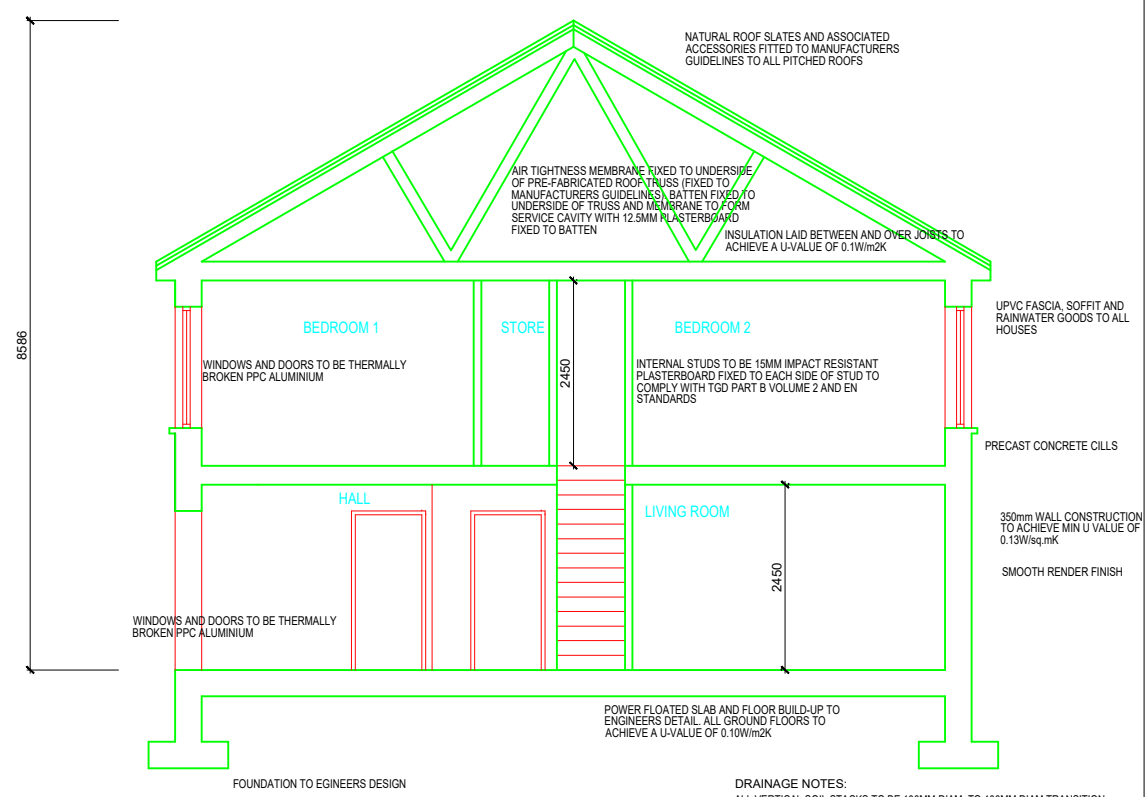 NATURAL ROOF SLATES AND ASSOCIATED
ACCESSORIES FITTED TO MANUFACTURERS
GUIDELINES TO ALL PITCHED ROOFS
AIR TIGHTNESS MEMBRANE FIXED TO UNDERSIDE
OF PRE-FABRICATED ROOF TRUSS (FIXED TO
MANUFACTURERS GUIDELINES) BATTEN FIXED TO
UNDERSIDE OF TRUSS AND MEMBRANE TO FORM
SERVICE CAVITY WITH 12.5MM PLASTERBOARD
FIXED TO BATTEN
INSULATION LAID BETWEEN AND OVER JOISTS TO
ACHIEVE A U-VALUE OF 0.1W/m2K
8586
UPVC FASCIA, SOFFIT AND
RAINWATER GOODS TO ALL
HOUSES
BEDROOM 1
STORE
BEDROOM 2
2450
WINDOWS AND DOORS TO BE THERMALLY
BROKEN PPC ALUMINIUM
INTERNAL STUDS TO BE 15MM IMPACT RESISTANT
PLASTERBOARD FIXED TO EACH SIDE OF STUD TO
COMPLY WITH TGD PART B VOLUME 2 AND EN
STANDARDS
PRECAST CONCRETE CILLS
HALL
LIVING ROOM
350mm WALL CONSTRUCTION
TO ACHIEVE MIN U VALUE OF
0.13W/sq.mK
SMOOTH RENDER FINISH
2450
WINDOWS AND DOORS TO BE THERMALLY
BROKEN PPC ALUMINIUM
POWER FLOATED SLAB AND FLOOR BUILD-UP TO
ENGINEERS DETAIL. ALL GROUND FLOORS TO
ACHIEVE A U-VALUE OF 0.10W/m2K
FOUNDATION TO EGINEERS DESIGN
DRAINAGE NOTES: